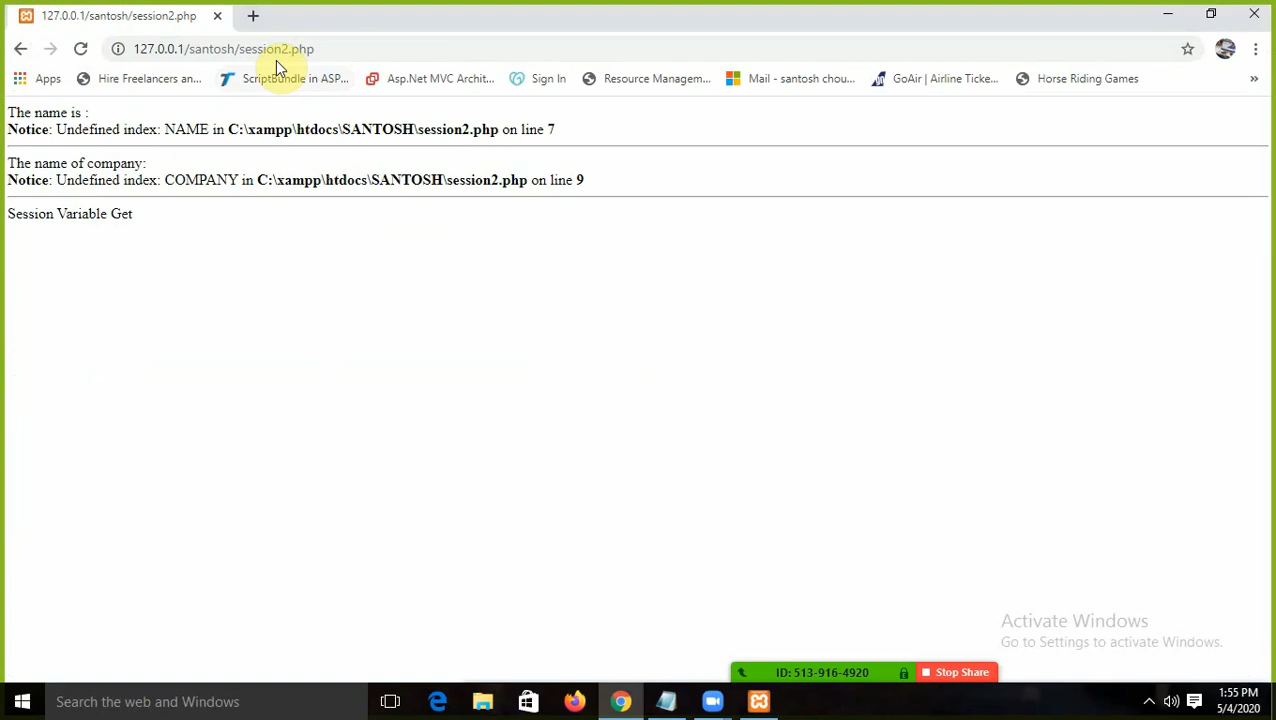 127.0.0.1/santosh/session2.php
127.0.0.1/santosh/session2.php
Apps Hire Freelancers an... ScriptBundle in ASP... Asp.Net MVC Archit... Sign In Resource Managem... Mail - santosh chou... GoAir | Airline Ticke... Horse Riding Games »
The name is :
Notice: Undefined index: NAME in C:\xampp\htdocs\SANTOSH\session2.php on line 7
The name of company:
Notice: Undefined index: COMPANY in C:\xampp\htdocs\SANTOSH\session2.php on line 9
Session Variable Get
Activate Windows
Go to Settings to activate Windows.
ID: 513-916-4920 Stop Share
Search the web and Windows
1:55 PM
5/4/2020